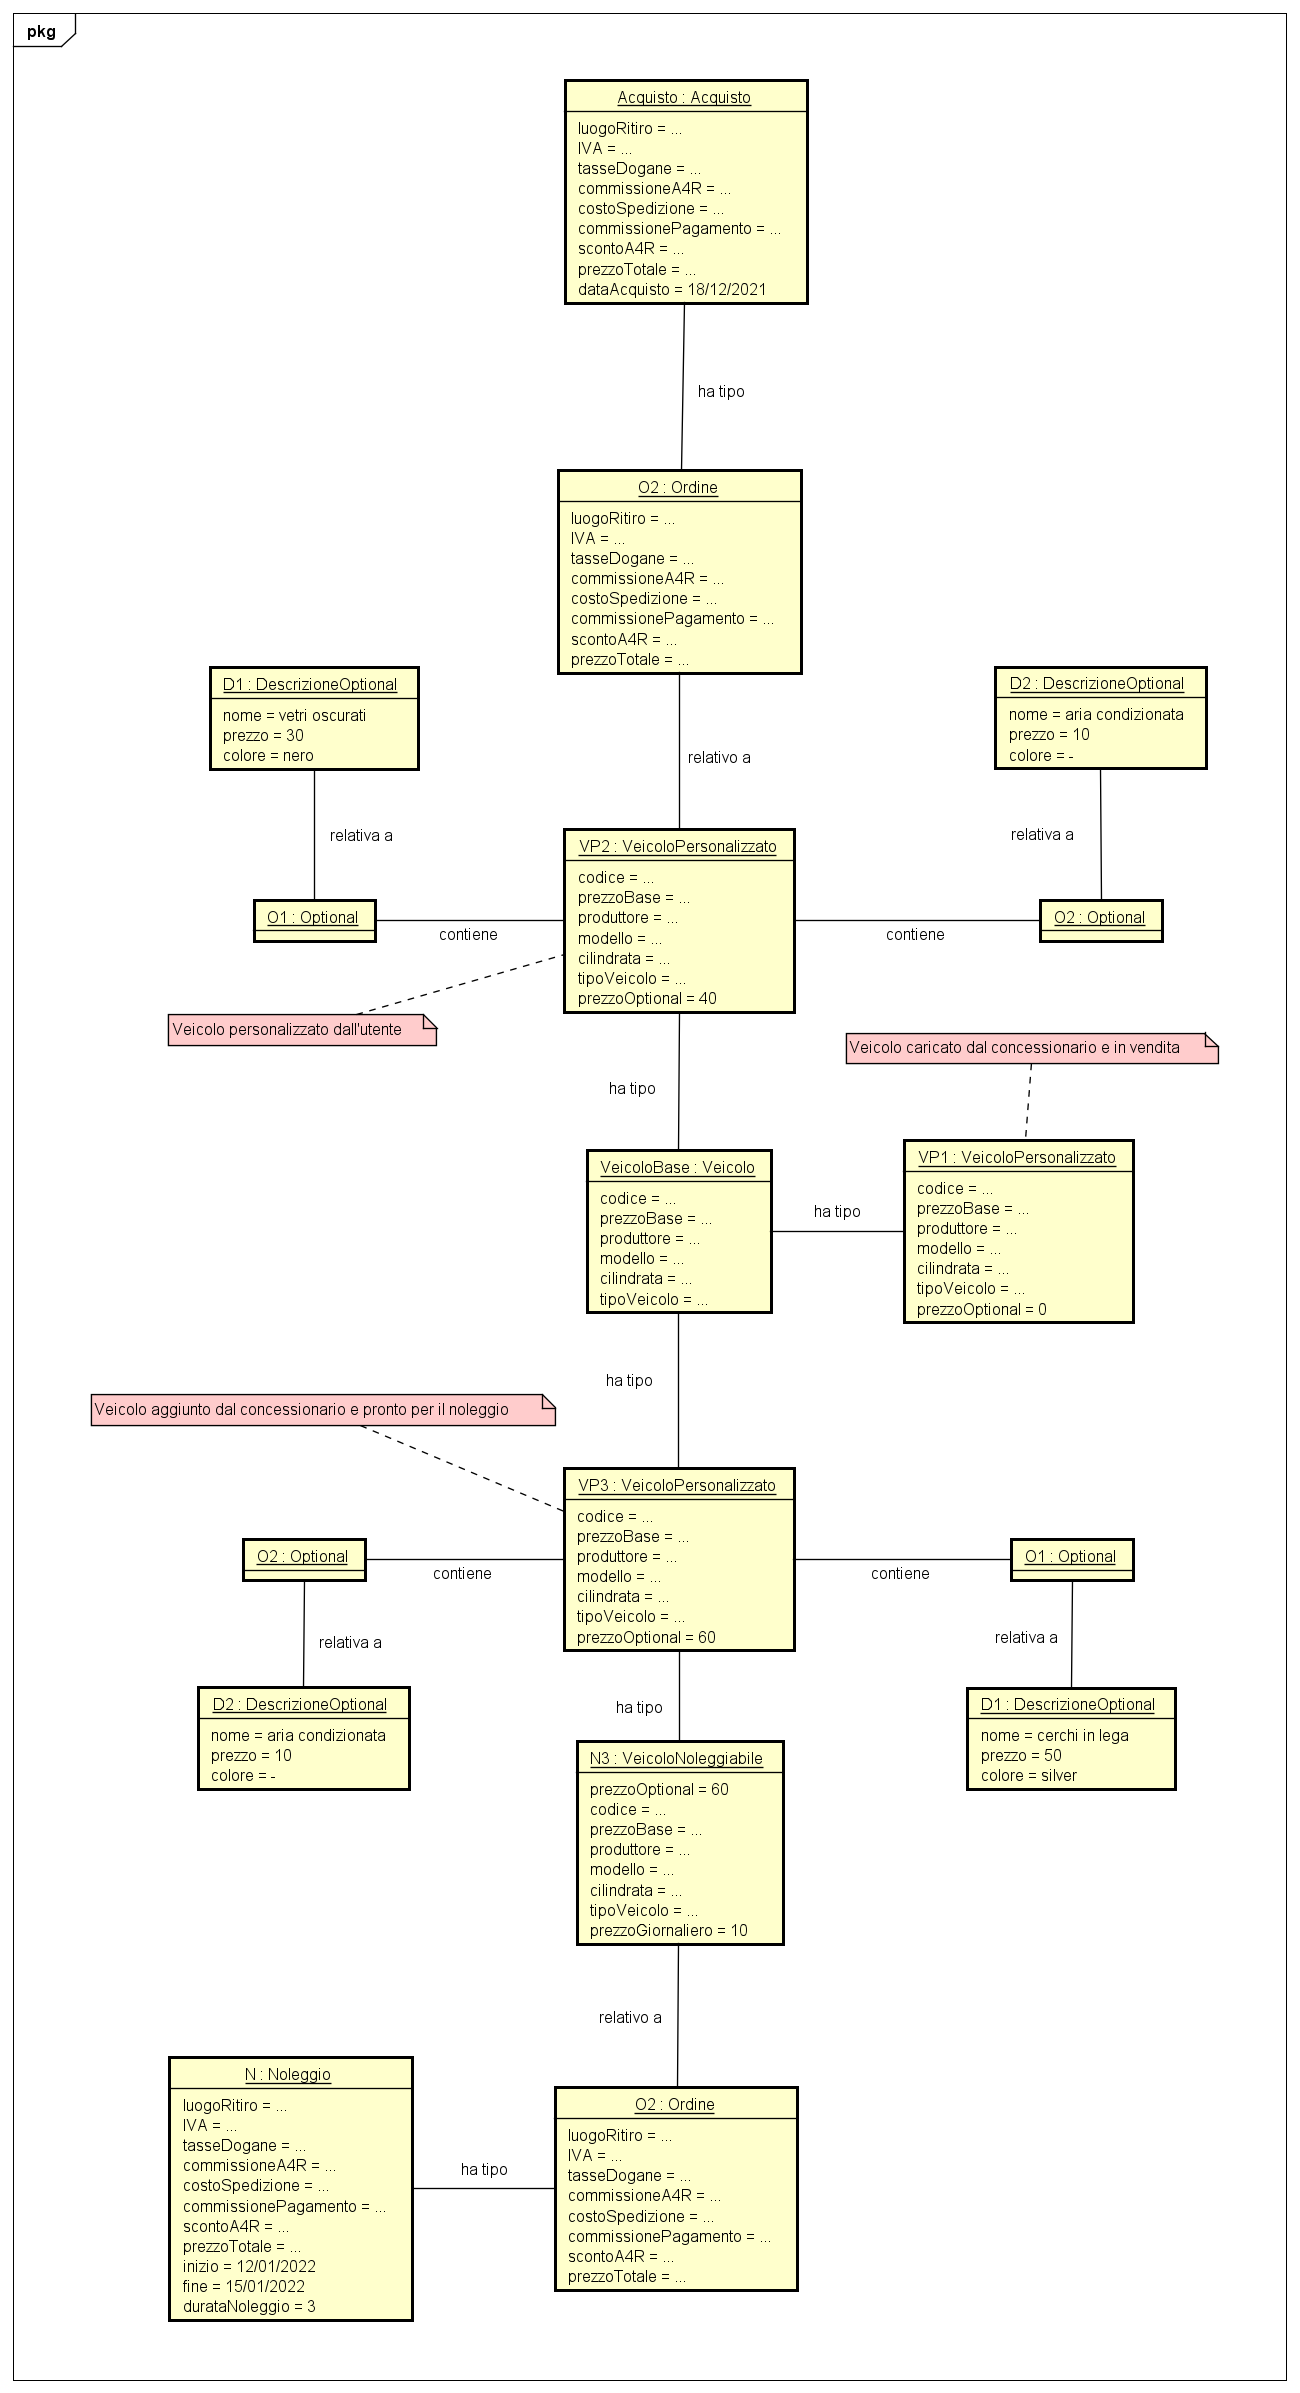 pkg
Acquisto : Acquisto
luogoRitiro = ...
IVA = ...
tasseDogane = ...
commissioneA4R = ...
costoSpedizione = ...
commissionePagamento = ...
scontoA4R = ...
prezzoTotale = ...
dataAcquisto = 18/12/2021
ha tipo
O2 : Ordine
luogoRitiro = ...
IVA = ...
tasseDogane = ...
commissioneA4R = ...
costoSpedizione = ...
commissionePagamento = ...
scontoA4R = ...
prezzoTotale = ...
D1 : DescrizioneOptional
nome = vetri oscurati
prezzo = 30
colore = nero
D2 : DescrizioneOptional
nome = aria condizionata
prezzo = 10
colore = -
relativo a
relativa a
relativa a
VP2 : VeicoloPersonalizzato
codice = ...
prezzoBase = ...
produttore = ...
modello = ...
cilindrata = ...
tipoVeicolo = ...
prezzoOptional = 40
O1 : Optional
contiene
O2 : Optional
contiene
Veicolo personalizzato dall'utente
Veicolo caricato dal concessionario e in vendita
ha tipo
VeicoloBase : Veicolo
codice = ...
prezzoBase = ...
produttore = ...
modello = ...
cilindrata = ...
tipoVeicolo = ...
ha tipo
VP1 : VeicoloPersonalizzato
codice = ...
prezzoBase = ...
produttore = ...
modello = ...
cilindrata = ...
tipoVeicolo = ...
prezzoOptional = 0
ha tipo
Veicolo aggiunto dal concessionario e pronto per il noleggio
VP3 : VeicoloPersonalizzato
codice = ...
prezzoBase = ...
produttore = ...
modello = ...
cilindrata = ...
tipoVeicolo = ...
prezzoOptional = 60
O2 : Optional
contiene
O1 : Optional
contiene
relativa a
relativa a
D2 : DescrizioneOptional
nome = aria condizionata
prezzo = 10
colore = -
D1 : DescrizioneOptional
nome = cerchi in lega
prezzo = 50
colore = silver
ha tipo
N3 : VeicoloNoleggiabile
prezzoOptional = 60
codice = ...
prezzoBase = ...
produttore = ...
modello = ...
cilindrata = ...
tipoVeicolo = ...
prezzoGiornaliero = 10
relativo a
N : Noleggio
luogoRitiro = ...
IVA = ...
tasseDogane = ...
commissioneA4R = ...
costoSpedizione = ...
commissionePagamento = ...
scontoA4R = ...
prezzoTotale = ...
inizio = 12/01/2022
fine = 15/01/2022
durataNoleggio = 3
ha tipo
O2 : Ordine
luogoRitiro = ...
IVA = ...
tasseDogane = ...
commissioneA4R = ...
costoSpedizione = ...
commissionePagamento = ...
scontoA4R = ...
prezzoTotale = ...